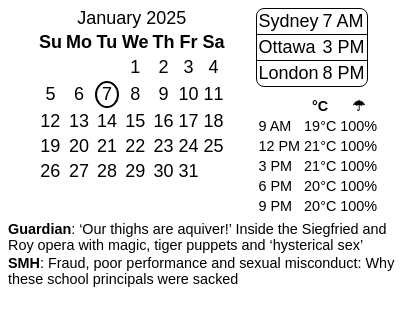 January 2025
Su Mo Tu We Th Fr Sa
1 2 3 4
5 6 7 8 9 10 11
12 13 14 15 16 17 18
19 20 21 22 23 24 25
26 27 28 29 30 31
Sydney 7 AM
Ottawa 3 PM
London 8 PM
°C ☂
9 AM 19°C 100%
12 PM 21°C 100%
3 PM 21°C 100%
6 PM 20°C 100%
9 PM 20°C 100%
Guardian: ‘Our thighs are aquiver!’ Inside the Siegfried and
Roy opera with magic, tiger puppets and ‘hysterical sex’
SMH: Fraud, poor performance and sexual misconduct: Why
these school principals were sacked